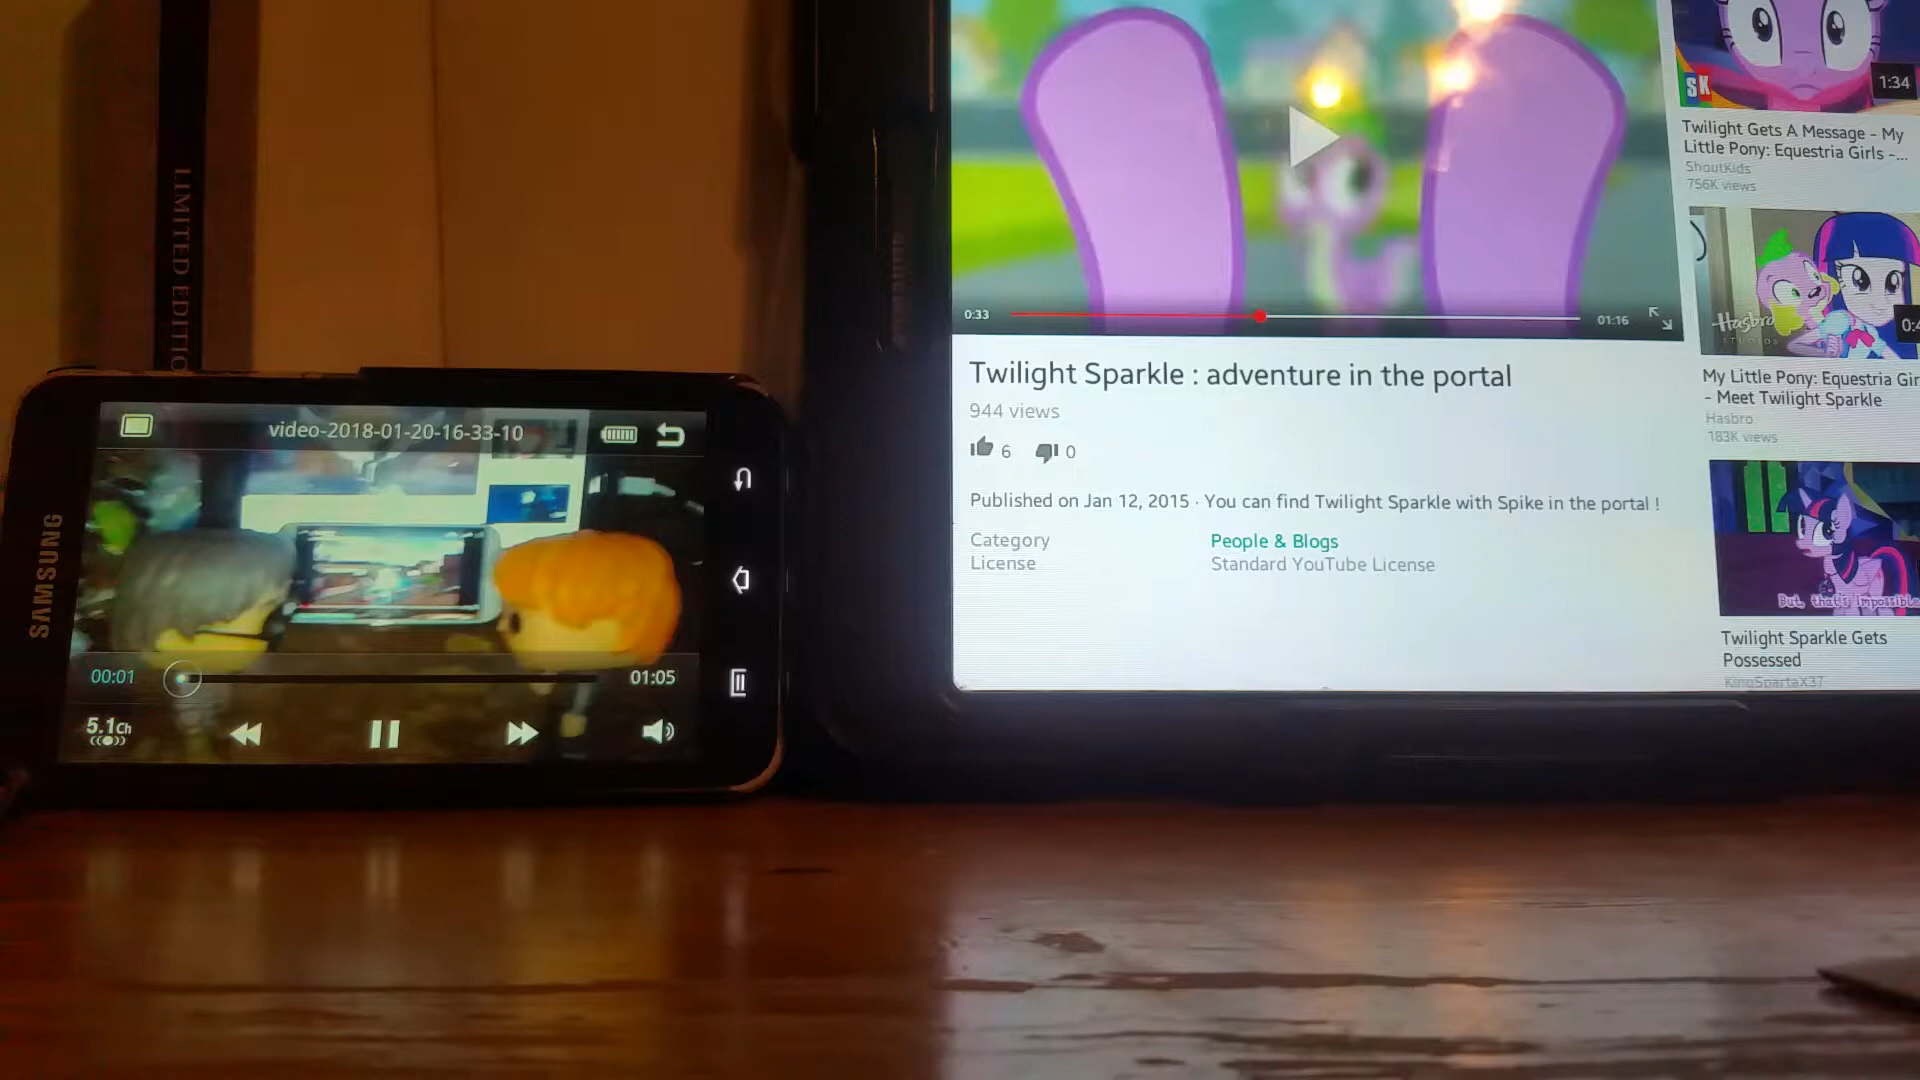 LIMITED EDITIO
SAMSUNG
video-2018-01-20-16-33-10
00:01
01:05
5.1Ch
0:33
01:16
Twilight Sparkle : adventure in the portal
944 views
6
0
Published on Jan 12, 2015 · You can find Twilight Sparkle with Spike in the portal !
Category
People & Blogs
License
Standard YouTube License
SK
1:34
Twilight Gets A Message - My
Little Pony: Equestria Girls -...
ShoutKids
756K views
Hasbro
STUDIOS
0:4
My Little Pony: Equestria Gir
- Meet Twilight Sparkle
Hasbro
183K views
But, that's impossible
Twilight Sparkle Gets
Possessed
KingSpartaX37